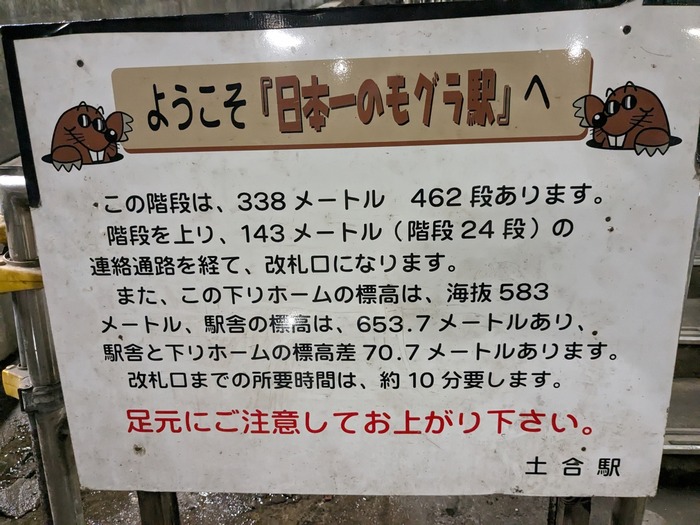 ようこそ『日本一のモグラ駅』へ
この階段は、338メートル 462段あります。
階段を上り、143メートル(階段24段)の
連絡通路を経て、改札口になります。
また、この下りホームの標高は、海抜583
メートル、駅舎の標高は、653.7メートルあり、
駅舎と下りホームの標高差70.7メートルあります。
改札口までの所要時間は、約10分要します。
足元にご注意してお上がり下さい。
土合駅